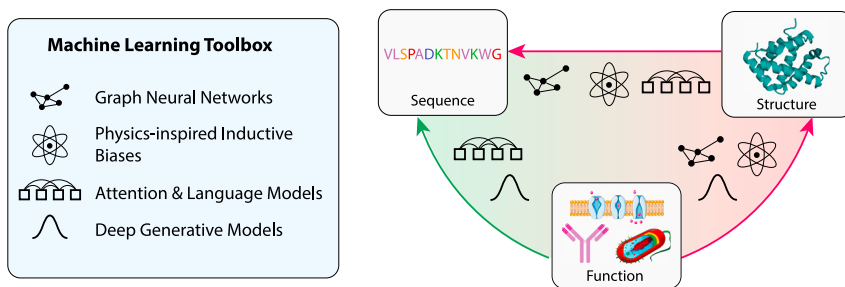 Machine Learning Toolbox
Graph Neural Networks
Physics-inspired Inductive
Biases
Attention & Language Models
Deep Generative Models
VLSPADKTNVKWG
Sequence
Structure
Function